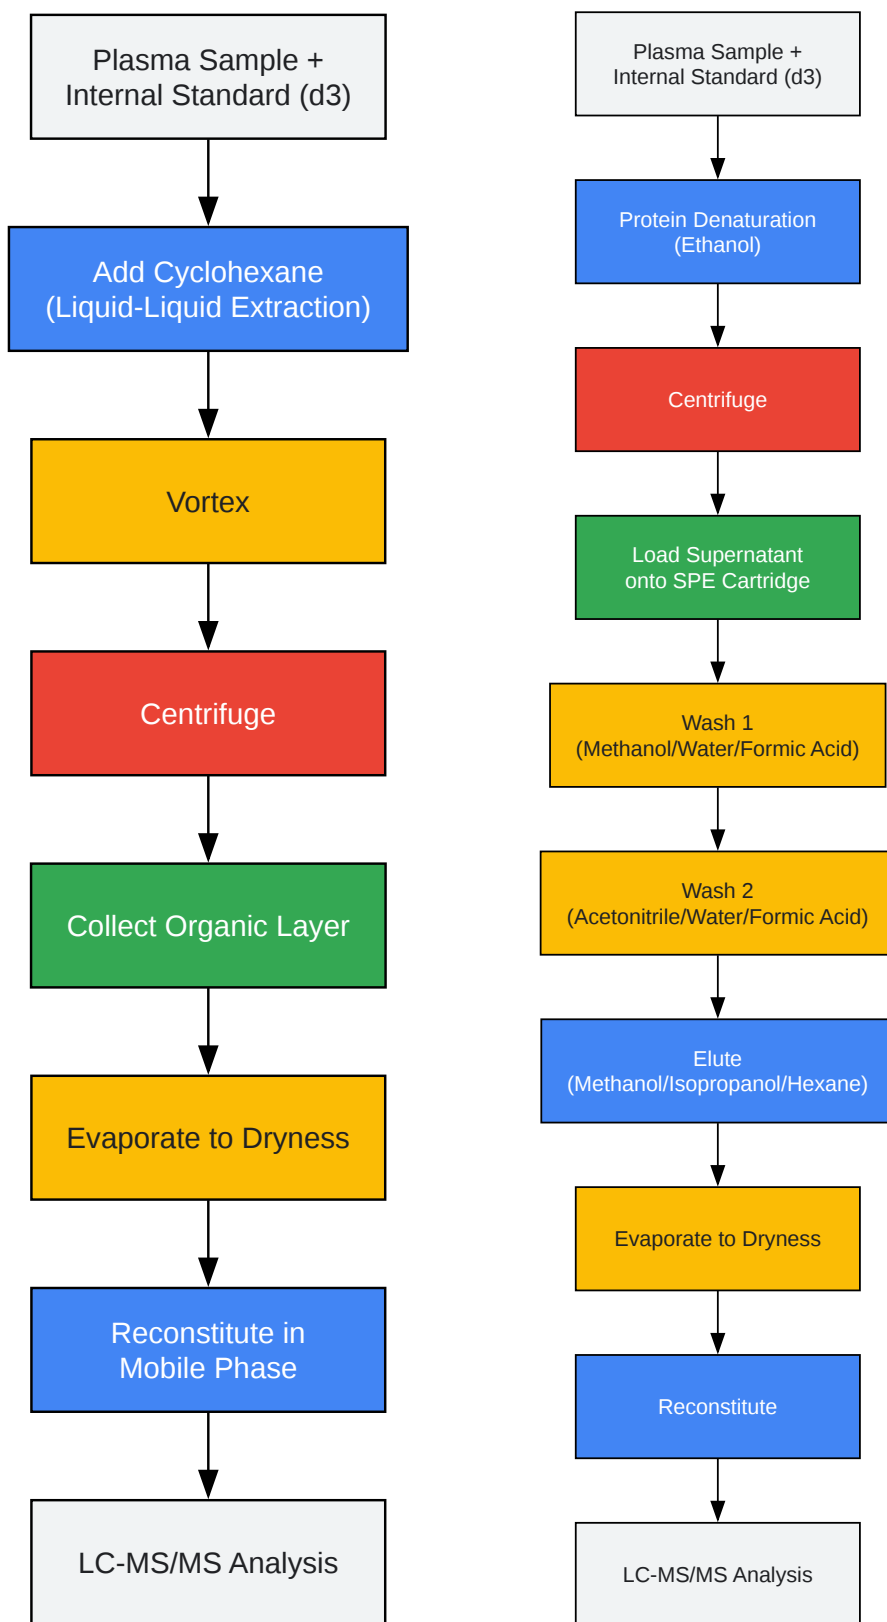 Plasma Sample +
Internal Standard (d3)
Add Cyclohexane
(Liquid-Liquid Extraction)
Vortex
Centrifuge
Collect Organic Layer
Evaporate to Dryness
Reconstitute in
Mobile Phase
LC-MS/MS Analysis
Plasma Sample +
Internal Standard (d3)
Protein Denaturation
(Ethanol)
Centrifuge
Load Supernatant
onto SPE Cartridge
Wash 1
(Methanol/Water/Formic Acid)
Wash 2
(Acetonitrile/Water/Formic Acid)
Elute
(Methanol/Isopropanol/Hexane)
Evaporate to Dryness
Reconstitute
LC-MS/MS Analysis